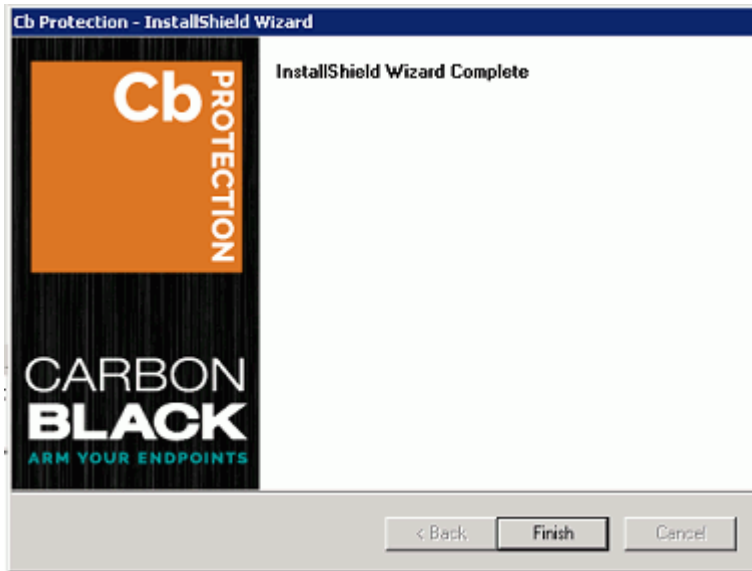 Cb Protection - InstallShield Wizard
Cb
PROTECTION
InstallShield Wizard Complete
CARBON
BLACK
ARM YOUR ENDPOINTS
< Back
Finish
Cancel